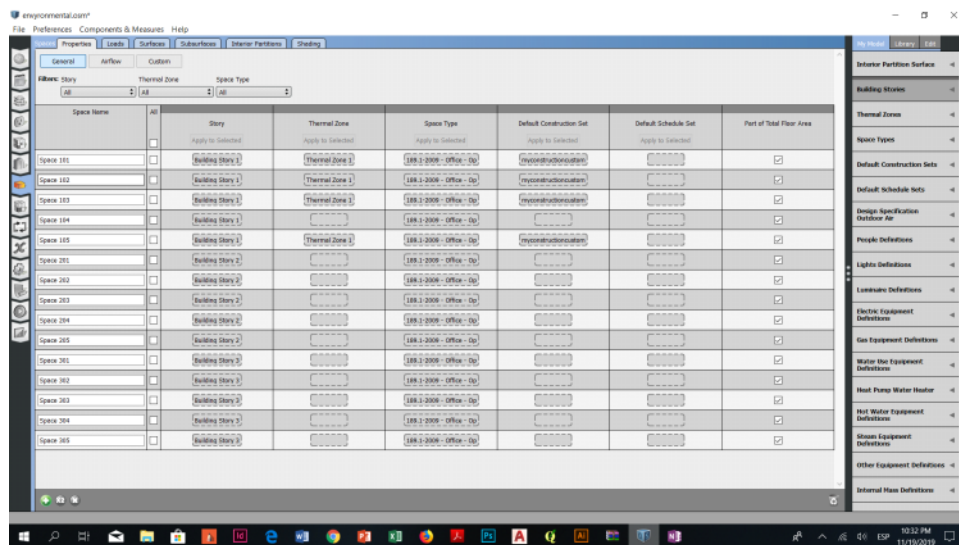 envyronmental.osm*
File Preferences Components & Measures Help
Spaces Properties Loads Surfaces Subsurfaces Interior Partitions Shading
My Model Library Edit
General Airflow Custom
Filters: Story Thermal Zone Space Type
All All All
Space Name All Story Thermal Zone Space Type Default Construction Set Default Schedule Set Part of Total Floor Area
Apply to Selected Apply to Selected Apply to Selected Apply to Selected Apply to Selected
Space 101 Building Story 1 Thermal Zone 1 189.1-2009 - Office - Op myconstructioncustom
Space 102 Building Story 1 Thermal Zone 1 189.1-2009 - Office - Op myconstructioncustom
Space 103 Building Story 1 Thermal Zone 1 189.1-2009 - Office - Op myconstructioncustom
Space 104 Building Story 1 189.1-2009 - Office - Op
Space 105 Building Story 1 Thermal Zone 1 189.1-2009 - Office - Op myconstructioncustom
Space 201 Building Story 2 189.1-2009 - Office - Op
Space 202 Building Story 2 189.1-2009 - Office - Op
Space 203 Building Story 2 189.1-2009 - Office - Op
Space 204 Building Story 2 189.1-2009 - Office - Op
Space 205 Building Story 2 189.1-2009 - Office - Op
Space 301 Building Story 3 189.1-2009 - Office - Op
Space 302 Building Story 3 189.1-2009 - Office - Op
Space 303 Building Story 3 189.1-2009 - Office - Op
Space 304 Building Story 3 189.1-2009 - Office - Op
Space 305 Building Story 3 189.1-2009 - Office - Op
Interior Partition Surface
Building Stories
Thermal Zones
Space Types
Default Construction Sets
Default Schedule Sets
Design Specification
Outdoor Air
People Definitions
Lights Definitions
Luminaire Definitions
Electric Equipment
Definitions
Gas Equipment Definitions
Water Use Equipment
Definitions
Heat Pump Water Heater
Hot Water Equipment
Definitions
Steam Equipment
Definitions
Other Equipment Definitions
Internal Mass Definitions
ESP
10:32 PM
11/19/2019